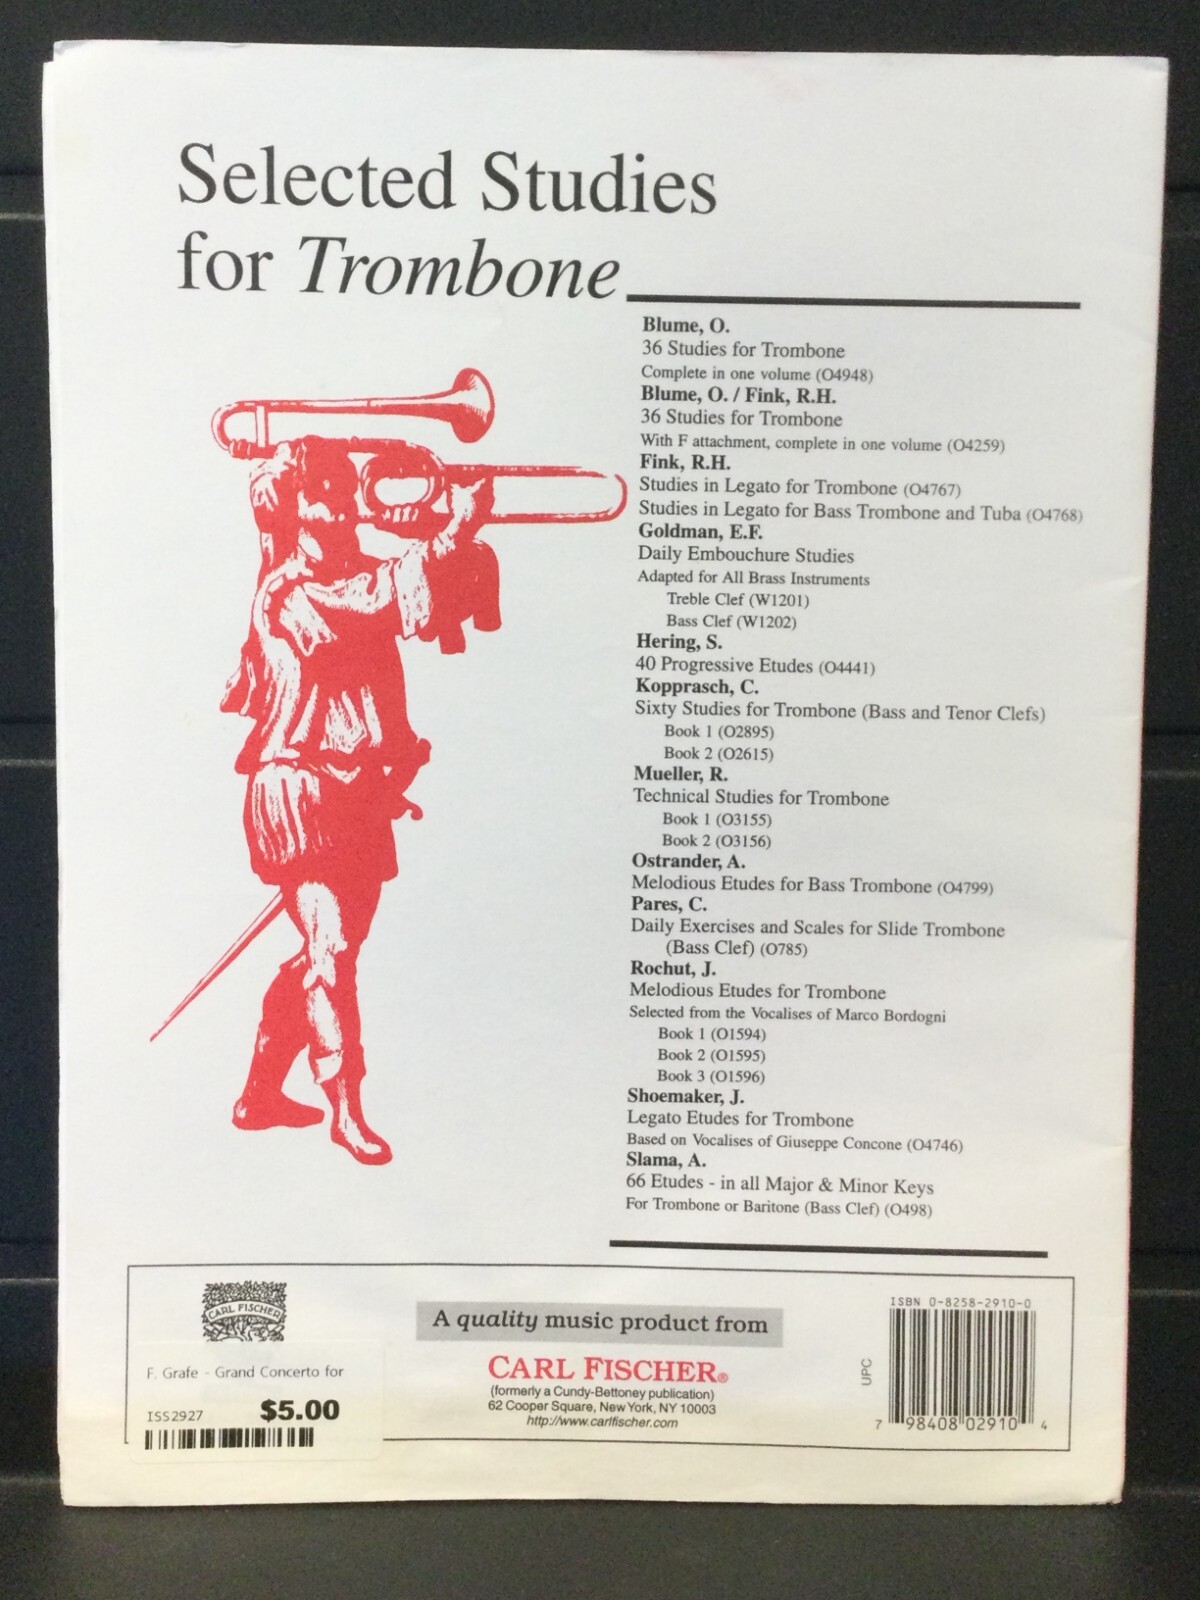 Selected Studies
for Trombone
Blume, O.
36 Studies for Trombone
Complete in one volume (O4948)
Blume, O. / Fink, R.H.
36 Studies for Trombone
With F attachment, complete in one volume (O4259)
Fink, R.H.
Studies in Legato for Trombone (O4767)
Studies in Legato for Bass Trombone and Tuba (O4768)
Goldman, E.F.
Daily Embouchure Studies
Adapted for All Brass Instruments
Treble Clef (W1201)
Bass Clef (W1202)
Hering, S.
40 Progressive Etudes (O4441)
Kopprasch, C.
Sixty Studies for Trombone (Bass and Tenor Clefs)
Book 1 (O2895)
Book 2 (O2615)
Mueller, R.
Technical Studies for Trombone
Book 1 (O3155)
Book 2 (O3156)
Ostrander, A.
Melodious Etudes for Bass Trombone (O4799)
Pares, C.
Daily Exercises and Scales for Slide Trombone
(Bass Clef) (O785)
Rochut, J.
Melodious Etudes for Trombone
Selected from the Vocalises of Marco Bordogni
Book 1 (O1594)
Book 2 (O1595)
Book 3 (O1596)
Shoemaker, J.
Legato Etudes for Trombone
Based on Vocalises of Giuseppe Concone (O4746)
Slama, A.
66 Etudes - in all Major & Minor Keys
For Trombone or Baritone (Bass Clef) (O498)
CARL FISCHER
F. Grafe - Grand Concerto for
ISS2927 $5.00
A quality music product from
CARL FISCHER®
(formerly a Cundy-Bettoney publication)
62 Cooper Square, New York, NY 10003
http://www.carlfischer.com
ISBN 0-8258-2910-0
UPC
7 98408 02910 4